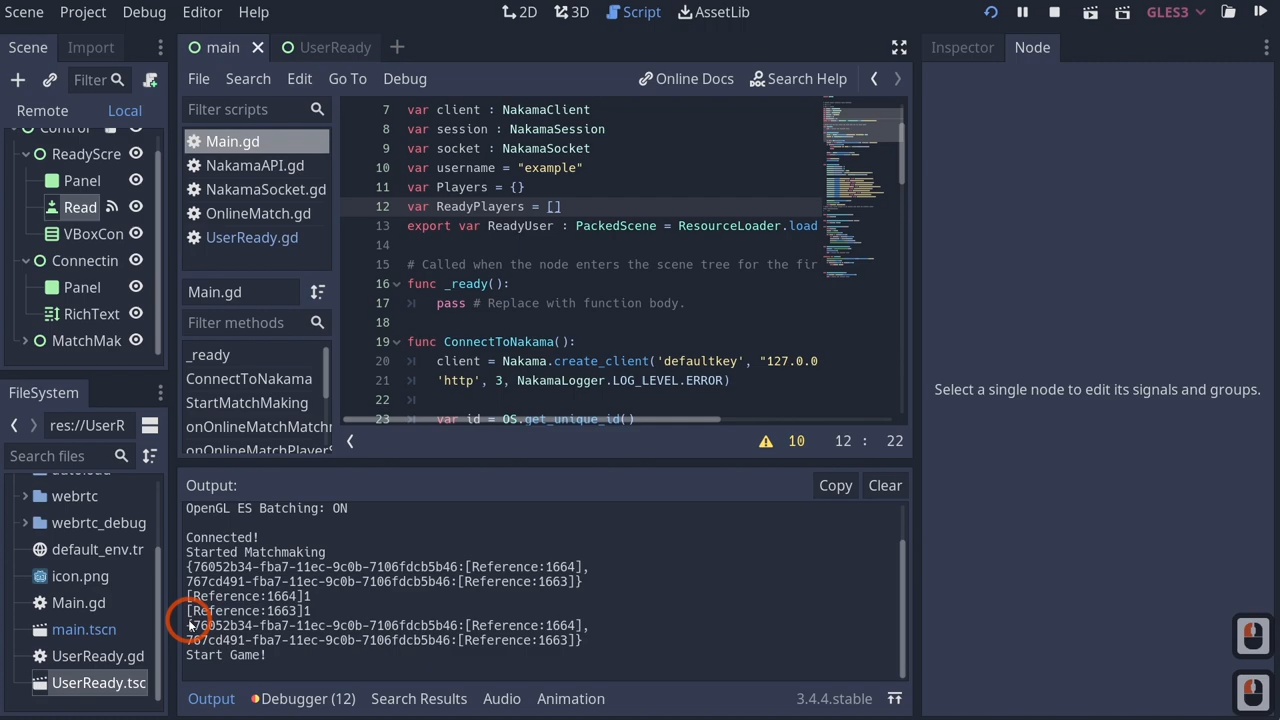 Scene Project Debug Editor Help 2D 3D Script AssetLib GLES3
Scene Import main UserReady Inspector Node
Filter File Search Edit Go To Debug Online Docs Search Help
Remote Local
Filter scripts
Control
ReadyScre
Panel
Read
VBoxCon
Connectin
Panel
RichText
MatchMak
Main.gd
NakamaAPI.gd
NakamaSocket.gd
OnlineMatch.gd
UserReady.gd
Main.gd
Filter methods
_ready
ConnectToNakama
StartMatchMaking
onOnlineMatchMatchr
onOnlineMatchPlayer
7 var client : NakamaClient
8 var session : NakamaSession
9 var socket : NakamaSocket
10 var username = "example
11 var Players = {}
12 var ReadyPlayers = []
13 export var ReadyUser : PackedScene = ResourceLoader.load
14
15 # Called when the node enters the scene tree for the fir
16 func _ready():
17 pass # Replace with function body.
18
19 func ConnectToNakama():
20 client = Nakama.create_client('defaultkey', "127.0.0
21 'http', 3, NakamaLogger.LOG_LEVEL.ERROR)
22
23 var id = OS.get_unique_id()
10 12 : 22
Select a single node to edit its signals and groups.
FileSystem
res://UserR
Search files
webrtc
webrtc_debug
default_env.tr
icon.png
Main.gd
main.tscn
UserReady.gd
UserReady.tsc
Output: Copy Clear
OpenGL ES Batching: ON
Connected!
Started Matchmaking
{76052b34-fba7-11ec-9c0b-7106fdcb5b46:[Reference:1664],
767cd491-fba7-11ec-9c0b-7106fdcb5b46:[Reference:1663]}
[Reference:1664]1
[Reference:1663]1
{76052b34-fba7-11ec-9c0b-7106fdcb5b46:[Reference:1664],
767cd491-fba7-11ec-9c0b-7106fdcb5b46:[Reference:1663]}
Start Game!
Output Debugger (12) Search Results Audio Animation 3.4.4.stable